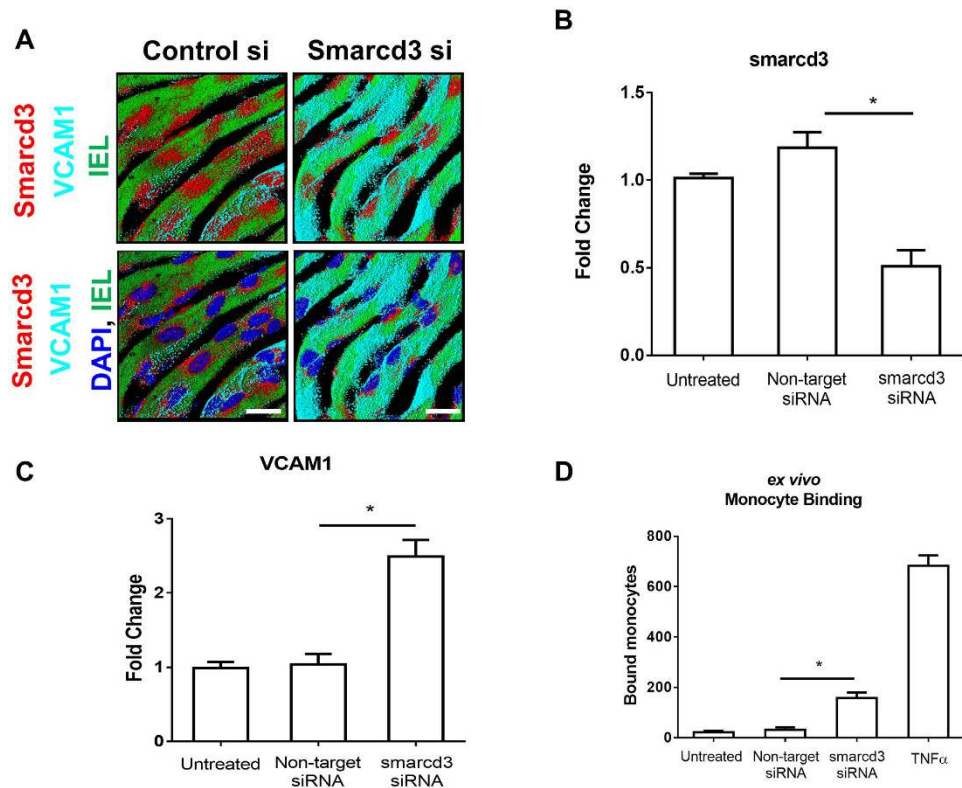 A
Control si
Smarcd3 si
Smarcd3
VCAM1
IEL
Smarcd3
VCAM1
DAPI, IEL
B
smarcd3
*
1.5
1.0
0.5
0.0
Fold Change
Untreated
Non-target
siRNA
smarcd3
siRNA
C
VCAM1
*
3
2
1
0
Fold Change
Untreated
Non-target
siRNA
smarcd3
siRNA
D
ex vivo
Monocyte Binding
800
600
400
200
0
Bound monocytes
*
Untreated
Non-target
siRNA
smarcd3
siRNA
TNFα